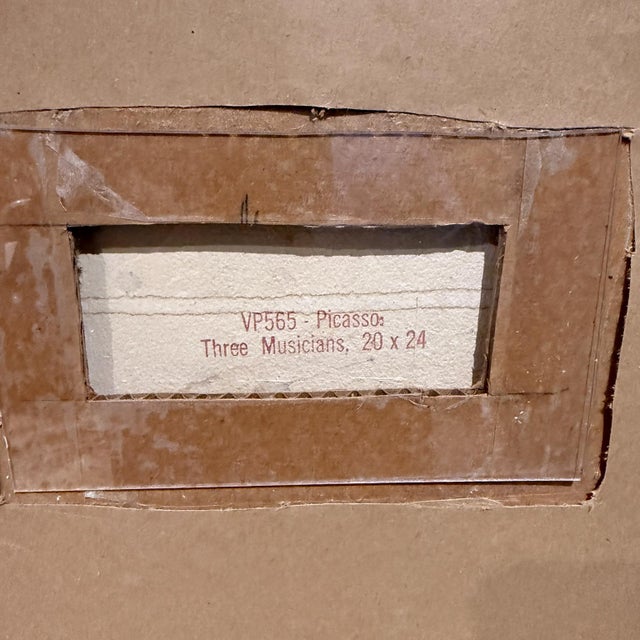 VP565 - Picasso:
Three Musicians, 20 x 24